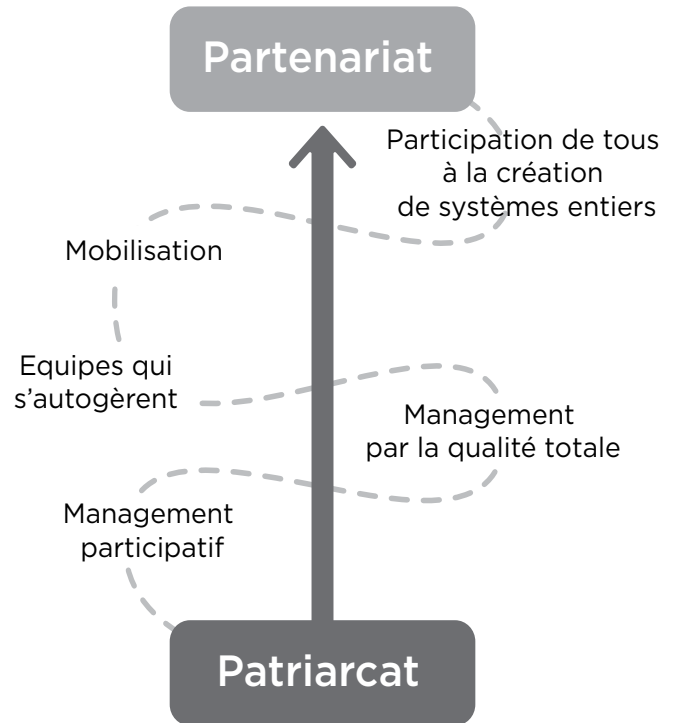 Partenariat
Participation de tous
à la création
de systèmes entiers
Mobilisation
Equipes qui
s'autogèrent
Management
par la qualité totale
Management
participatif
Patriarcat